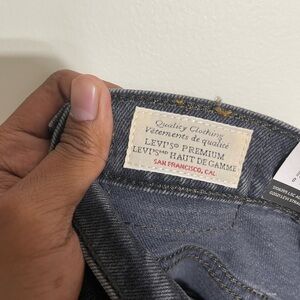 Quality Clothing
Vêtements de qualité
LEVI'S® PREMIUM
LEVI'S HAUT DE GAMME
SAN FRANCISCO, CAL